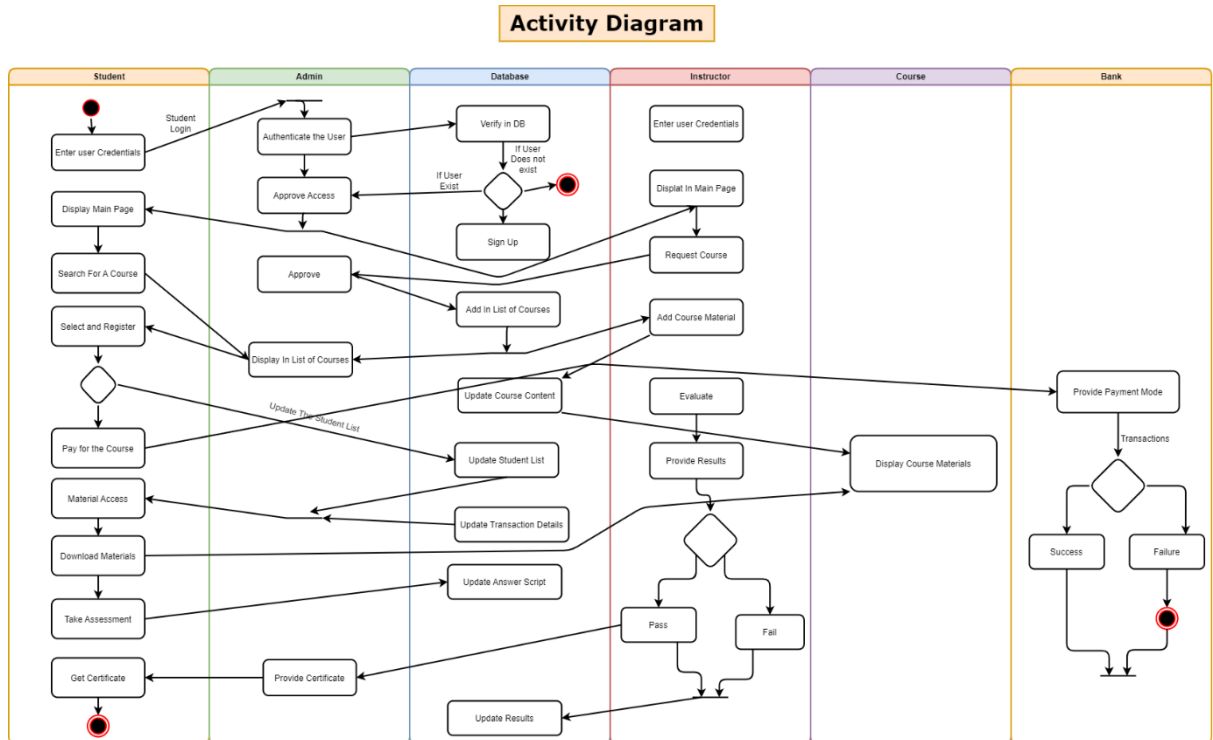 Activity Diagram
Student
Admin
Database
Instructor
Course
Bank
Student
Login
Enter user Credentials
Authenticate the User
Verify in DB
Enter user Credentials
If User
Does not
exist
If User
Exist
Approve Access
Displat In Main Page
Display Main Page
Sign Up
Request Course
Search For A Course
Approve
Add In List of Courses
Add Course Material
Select and Register
Display In List of Courses
Update Course Content
Evaluate
Provide Payment Mode
Update The Student List
Transactions
Pay for the Course
Update Student List
Provide Results
Display Course Materials
Material Access
Update Transaction Details
Download Materials
Success
Failure
Update Answer Script
Take Assessment
Pass
Fail
Get Certificate
Provide Certificate
Update Results